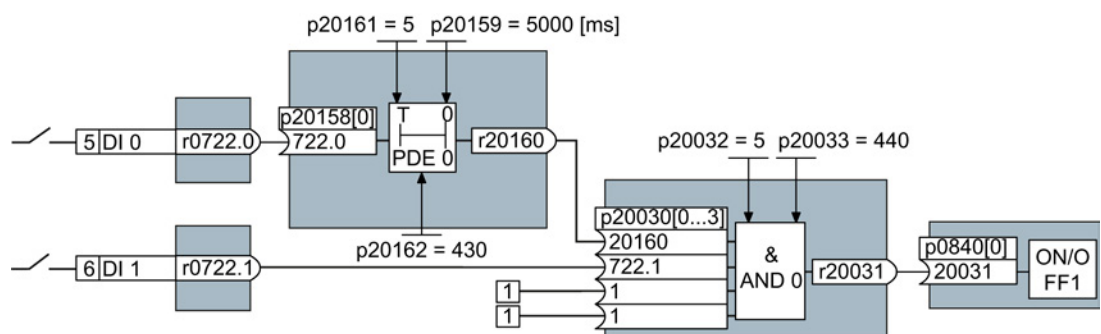 p20161 = 5 p20159 = 5000 [ms]
p20158[0]
T 0
5 DI 0 r0722.0 722.0 r20160
PDE 0
p20032 = 5 p20033 = 440
p20162 = 430
p20030[0...3]
20160
6 DI 1 r0722.1 722.1
1 1
1 1
&
AND 0
r20031
p0840[0]
20031
ON/O
FF1